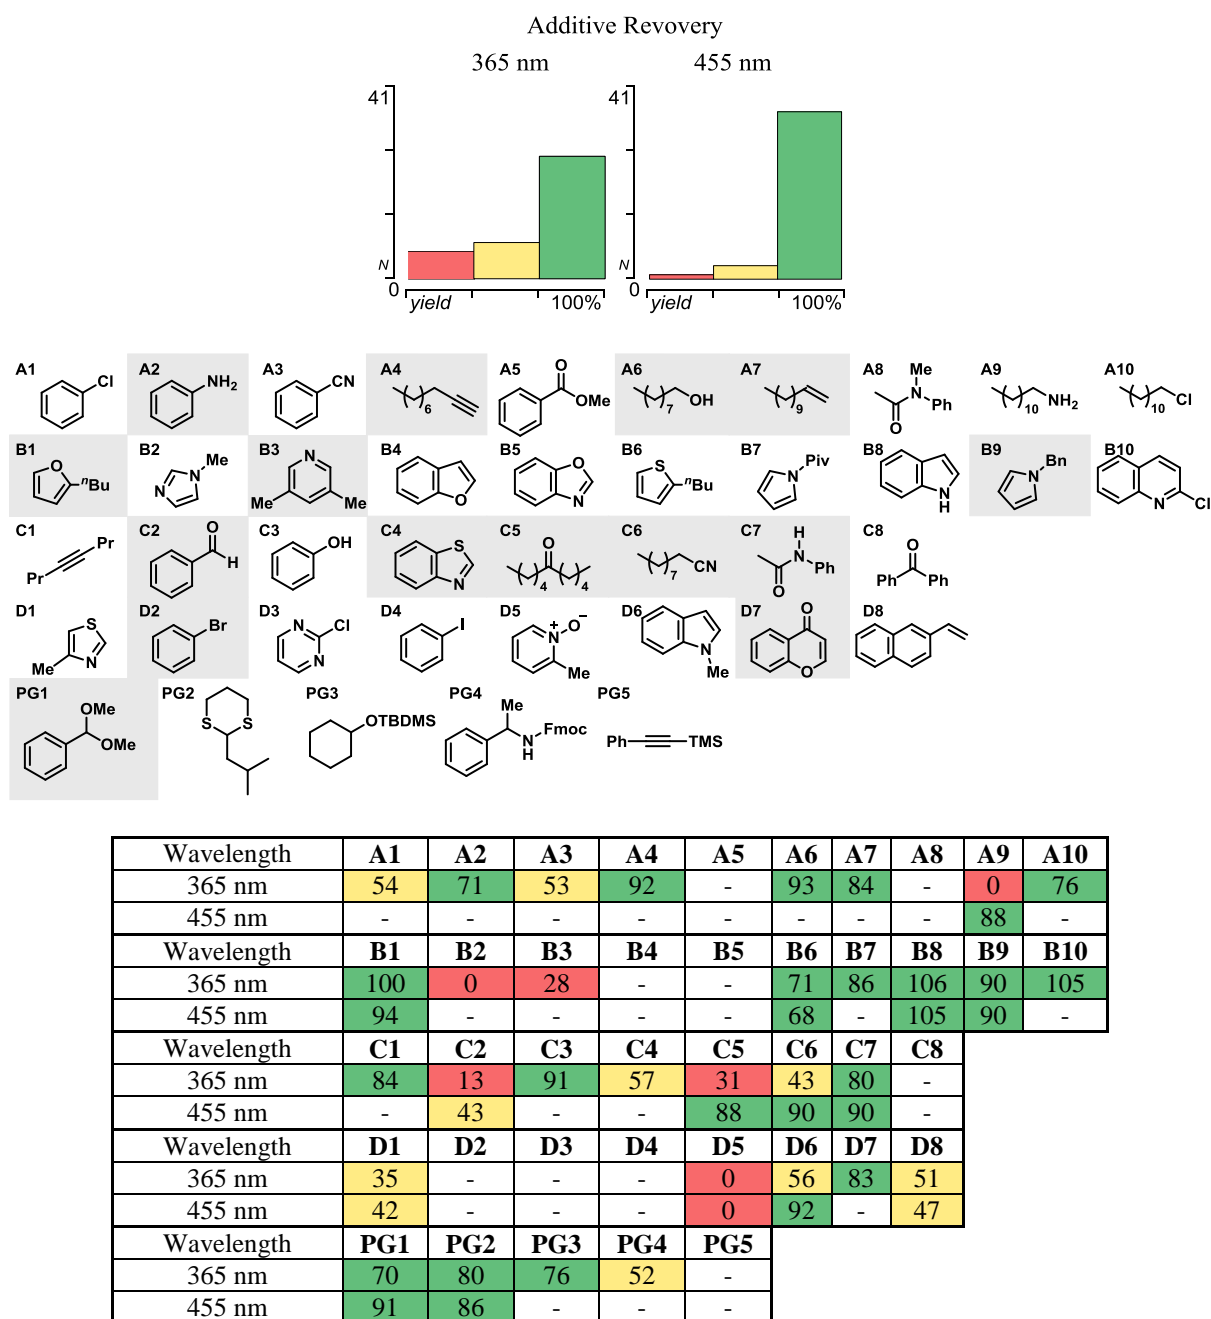 Additive Revovery
365 nm 455 nm
41 41
N N
0 0
yield 100% yield 100%
A1 A2 A3 A4 A5 A6 A7 A8 A9 A10
Cl NH₂ CN 6 O OMe 7 OH 9 Me N Ph O 10 NH₂ 10 Cl
B1 B2 B3 B4 B5 B6 B7 B8 B9 B10
O ⁿBu N N Me N Me Me O O N S ⁿBu N Piv N H N Bn N Cl
C1 C2 C3 C4 C5 C6 C7 C8
Pr Pr O H OH S N O 4 4 7 CN H N Ph O O Ph Ph
D1 D2 D3 D4 D5 D6 D7 D8
S N Me Br N N Cl I N⁺ O⁻ Me N Me O O
PG1 PG2 PG3 PG4 PG5
OMe OMe S S OTBDMS Me N H Fmoc Ph TMS
Wavelength A1 A2 A3 A4 A5 A6 A7 A8 A9 A10
365 nm 54 71 53 92 - 93 84 - 0 76
455 nm - - - - - - - - 88 -
Wavelength B1 B2 B3 B4 B5 B6 B7 B8 B9 B10
365 nm 100 0 28 - - 71 86 106 90 105
455 nm 94 - - - - 68 - 105 90 -
Wavelength C1 C2 C3 C4 C5 C6 C7 C8
365 nm 84 13 91 57 31 43 80 -
455 nm - 43 - - 88 90 90 -
Wavelength D1 D2 D3 D4 D5 D6 D7 D8
365 nm 35 - - - 0 56 83 51
455 nm 42 - - - 0 92 - 47
Wavelength PG1 PG2 PG3 PG4 PG5
365 nm 70 80 76 52 -
455 nm 91 86 - - -